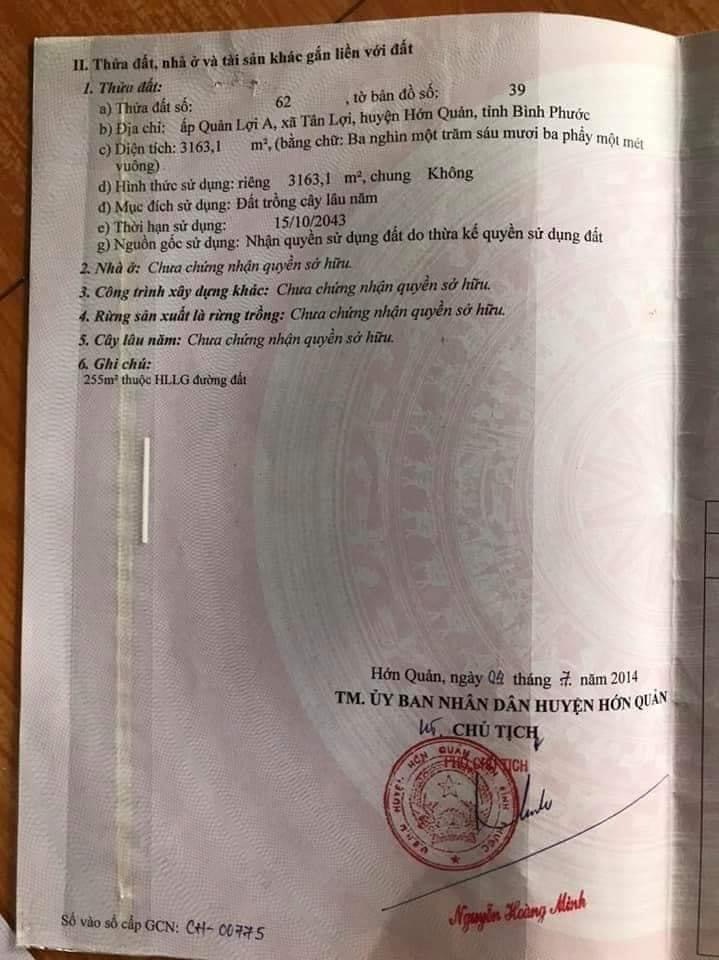 II. Thửa đất, nhà ở và tài sản khác gắn liền với đất
1. Thửa đất:
a) Thửa đất số: 62 , tờ bản đồ số: 39
b) Địa chỉ: ấp Quản Lợi A, xã Tân Lợi, huyện Hớn Quản, tỉnh Bình Phước
c) Diện tích: 3163,1 m², (bằng chữ: Ba nghìn một trăm sáu mươi ba phẩy một mét
vuông)
d) Hình thức sử dụng: riêng 3163,1 m², chung Không
đ) Mục đích sử dụng: Đất trồng cây lâu năm
e) Thời hạn sử dụng: 15/10/2043
g) Nguồn gốc sử dụng: Nhận quyền sử dụng đất do thừa kế quyền sử dụng đất
2. Nhà ở: Chưa chứng nhận quyền sở hữu.
3. Công trình xây dựng khác: Chưa chứng nhận quyền sở hữu.
4. Rừng sản xuất là rừng trồng: Chưa chứng nhận quyền sở hữu.
5. Cây lâu năm: Chưa chứng nhận quyền sở hữu.
6. Ghi chú:
255m² thuộc HLLG đường đất
Hớn Quản, ngày tháng 7 năm 2014
TM. ỦY BAN NHÂN DÂN HUYỆN HỚN QUẢN
KT. CHỦ TỊCH
PHÓ CHỦ TỊCH
U.B.N.D HUYỆN HỚN QUẢN TỈNH BÌNH PHƯỚC
Nguyễn Hoàng Minh
Số vào sổ cấp GCN: CH-00775